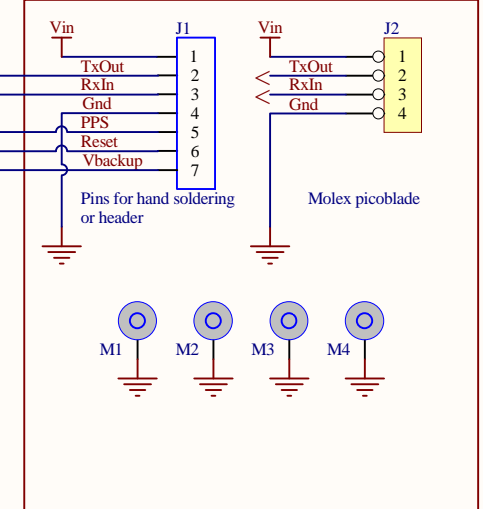 Vin J1
1
TxOut 2
RxIn 3
Gnd 4
PPS 5
Reset 6
Vbackup 7
Pins for hand soldering
or header
Vin J2
1
TxOut 2
RxIn 3
Gnd 4
Molex picoblade
M1 M2 M3 M4